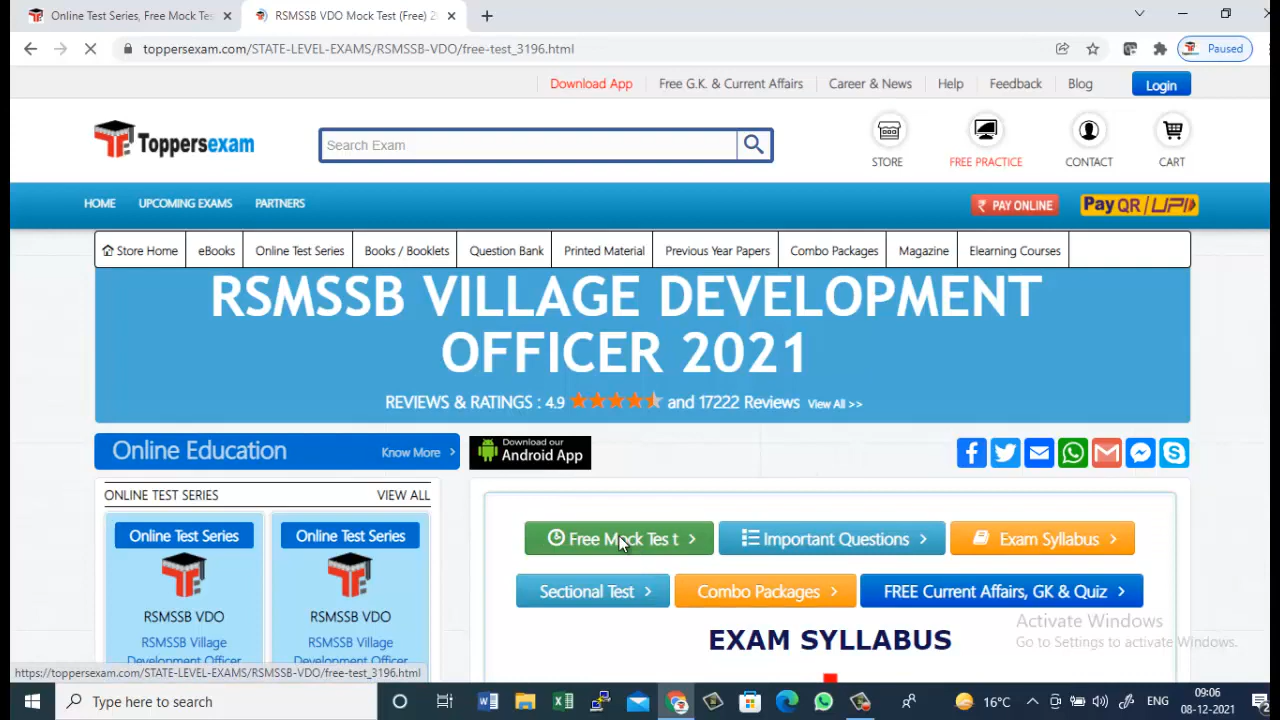 Online Test Series, Free Mock Tes
RSMSSB VDO Mock Test (Free) 2
toppersexam.com/STATE-LEVEL-EXAMS/RSMSSB-VDO/free-test_3196.html
Paused
Download App
Free G.K. & Current Affairs
Career & News
Help
Feedback
Blog
Login
Toppersexam
Search Exam
STORE
FREE PRACTICE
CONTACT
CART
HOME
UPCOMING EXAMS
PARTNERS
₹ PAY ONLINE
Pay QR / UPI
Store Home
eBooks
Online Test Series
Books / Booklets
Question Bank
Printed Material
Previous Year Papers
Combo Packages
Magazine
Elearning Courses
RSMSSB VILLAGE DEVELOPMENT
OFFICER 2021
REVIEWS & RATINGS : 4.9 and 17222 Reviews View All >>
Online Education
Know More
Download our
Android App
ONLINE TEST SERIES
VIEW ALL
Online Test Series
RSMSSB VDO
RSMSSB Village
Development Officer
Online Test Series
RSMSSB VDO
RSMSSB Village
Development Officer
Free Mock Tes t
Important Questions
Exam Syllabus
Sectional Test
Combo Packages
FREE Current Affairs, GK & Quiz
EXAM SYLLABUS
Activate Windows
Go to Settings to activate Windows.
https://toppersexam.com/STATE-LEVEL-EXAMS/RSMSSB-VDO/free-test_3196.html
Type here to search
16°C
ENG
09:06
08-12-2021
2